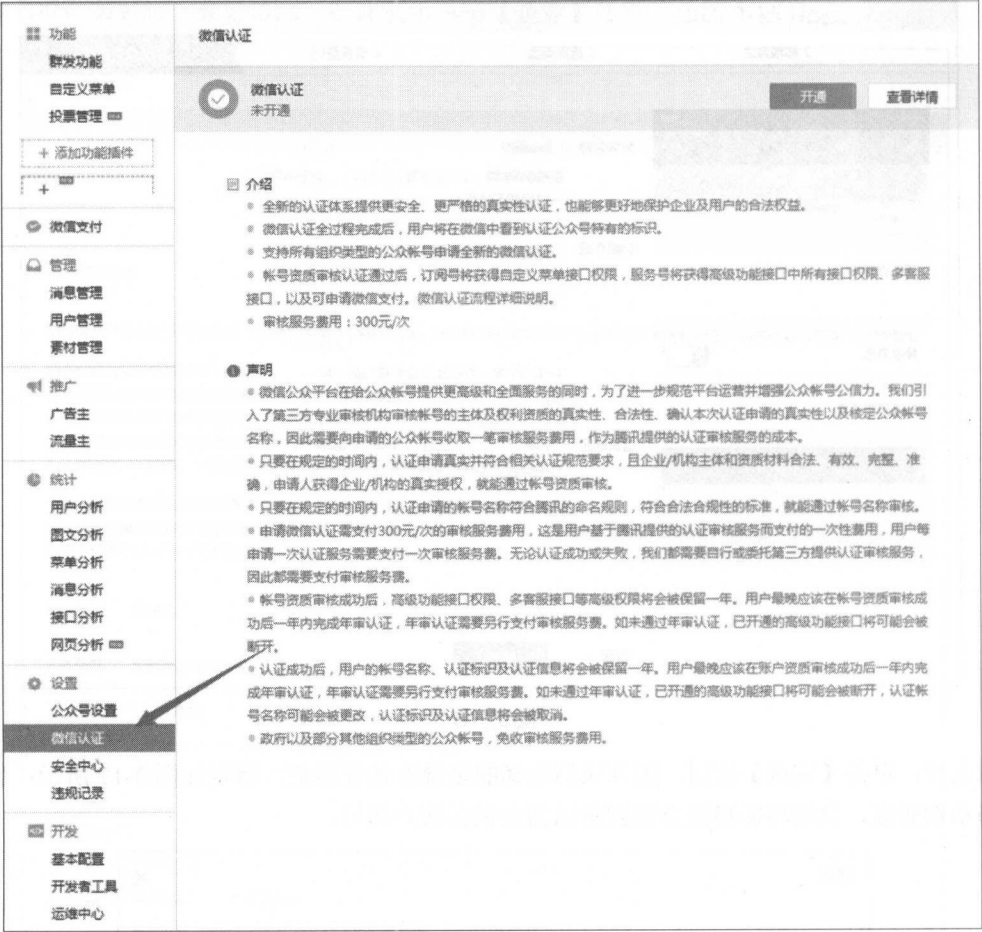 功能
群发功能
自定义菜单
投票管理
+ 添加功能插件
+
微信支付
管理
消息管理
用户管理
素材管理
推广
广告主
流量主
统计
用户分析
图文分析
菜单分析
消息分析
接口分析
网页分析
设置
公众号设置
微信认证
安全中心
违规记录
开发
基本配置
开发者工具
运维中心
微信认证
微信认证
未开通
开通
查看详情
介绍
全新的认证体系提供更安全、更严格的真实性认证，也能够更好地保护企业及用户的合法权益。
微信认证全过程完成后，用户将在微信中看到认证公众号特有的标识。
支持所有组织类型的公众帐号申请全新的微信认证。
帐号资质审核认证通过后，订阅号将获得自定义菜单接口权限，服务号将获得高级功能接口中所有接口权限、多客服
接口，以及可申请微信支付。微信认证流程详细说明。
审核服务费用：300元/次
声明
微信公众平台在给公众帐号提供更高级和全面服务的同时，为了进一步规范平台运营并增强公众帐号公信力。我们引
入了第三方专业审核机构审核帐号的主体及权利资质的真实性、合法性、确认本次认证申请的真实性以及核定公众帐号
名称，因此需要向申请的公众帐号收取一笔审核服务费用，作为腾讯提供的认证审核服务的成本。
只要在规定的时间内，认证申请真实并符合相关认证规范要求，且企业/机构主体和资质材料合法、有效、完整、准
确，申请人获得企业/机构的真实授权，就能通过帐号资质审核。
只要在规定的时间内，认证申请的帐号名称符合腾讯的命名规则，符合合法合规性的标准，就能通过帐号名称审核。
申请微信认证需支付300元/次的审核服务费用，这是用户基于腾讯提供的认证审核服务而支付的一次性费用，用户每
申请一次认证服务需要支付一次审核服务费。无论认证成功或失败，我们都需要自行或委托第三方提供认证审核服务，
因此都需要支付审核服务费。
帐号资质审核成功后，高级功能接口权限、多客服接口等高级权限将会被保留一年。用户最晚应该在帐号资质审核成
功后一年内完成年审认证，年审认证需要另行支付审核服务费。如未通过年审认证，已开通的高级功能接口将可能会被
断开。
认证成功后，用户的帐号名称、认证标识及认证信息将会被保留一年。用户最晚应该在账户资质审核成功后一年内完
成年审认证，年审认证需要另行支付审核服务费。如未通过年审认证，已开通的高级功能接口将可能会被断开，认证帐
号名称可能会被更改，认证标识及认证信息将会被取消。
政府以及部分其他组织类型的公众帐号，免收审核服务费用。